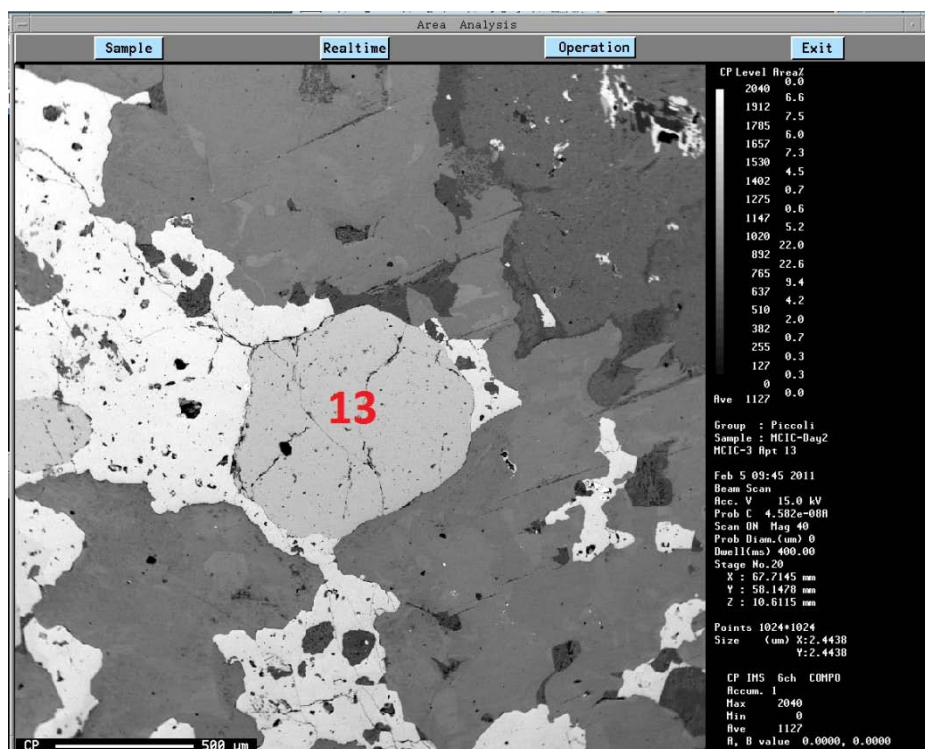 Area Analysis
Sample Realtime Operation Exit
CP Level Area%
0.0
2040
6.6
1912
7.5
1785
6.0
1657
7.3
1530
4.5
1402
0.7
1275
0.6
1147
5.2
1020
22.0
892
22.6
765
9.4
637
4.2
510
2.0
382
0.7
255
0.3
127
0.3
0
0.0
Ave 1127
Group : Piccoli
Sample : MCIC-Day2
MCIC-3 Apt 13
Feb 5 09:45 2011
Beam Scan
Acc. V 15.0 kV
Prob C 4.582e-08A
Scan ON Mag 40
Prob Diam.(um) 0
Dwell(ms) 400.00
Stage No.20
X : 67.7145 mm
Y : 58.1478 mm
Z : 10.6115 mm
Points 1024*1024
Size (um) X:2.4438
Y:2.4438
CP IMS 6ch COMPO
Accum. 1
Max 2040
Min 0
Ave 1127
A, B value 0.0000, 0.0000
13
CP 500 μm